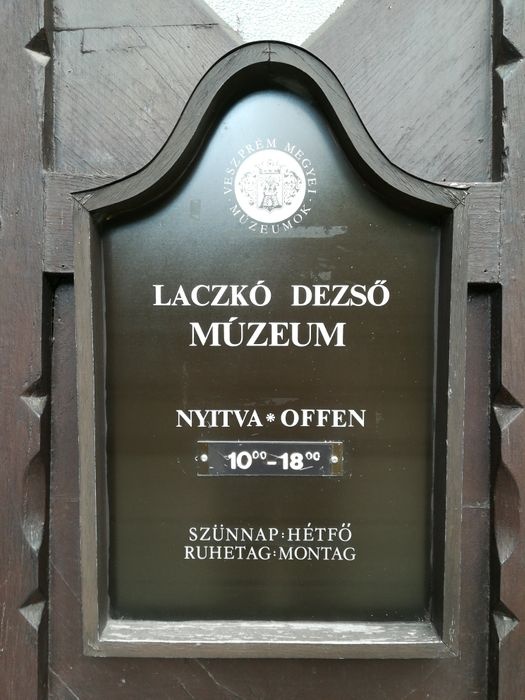 VESZPRÉM MEGYEI
MÚZEUMOK
LACZKÓ DEZSŐ
MÚZEUM
NYITVA * OFFEN
10⁰⁰-18⁰⁰
SZÜNNAP:HÉTFŐ
RUHETAG:MONTAG